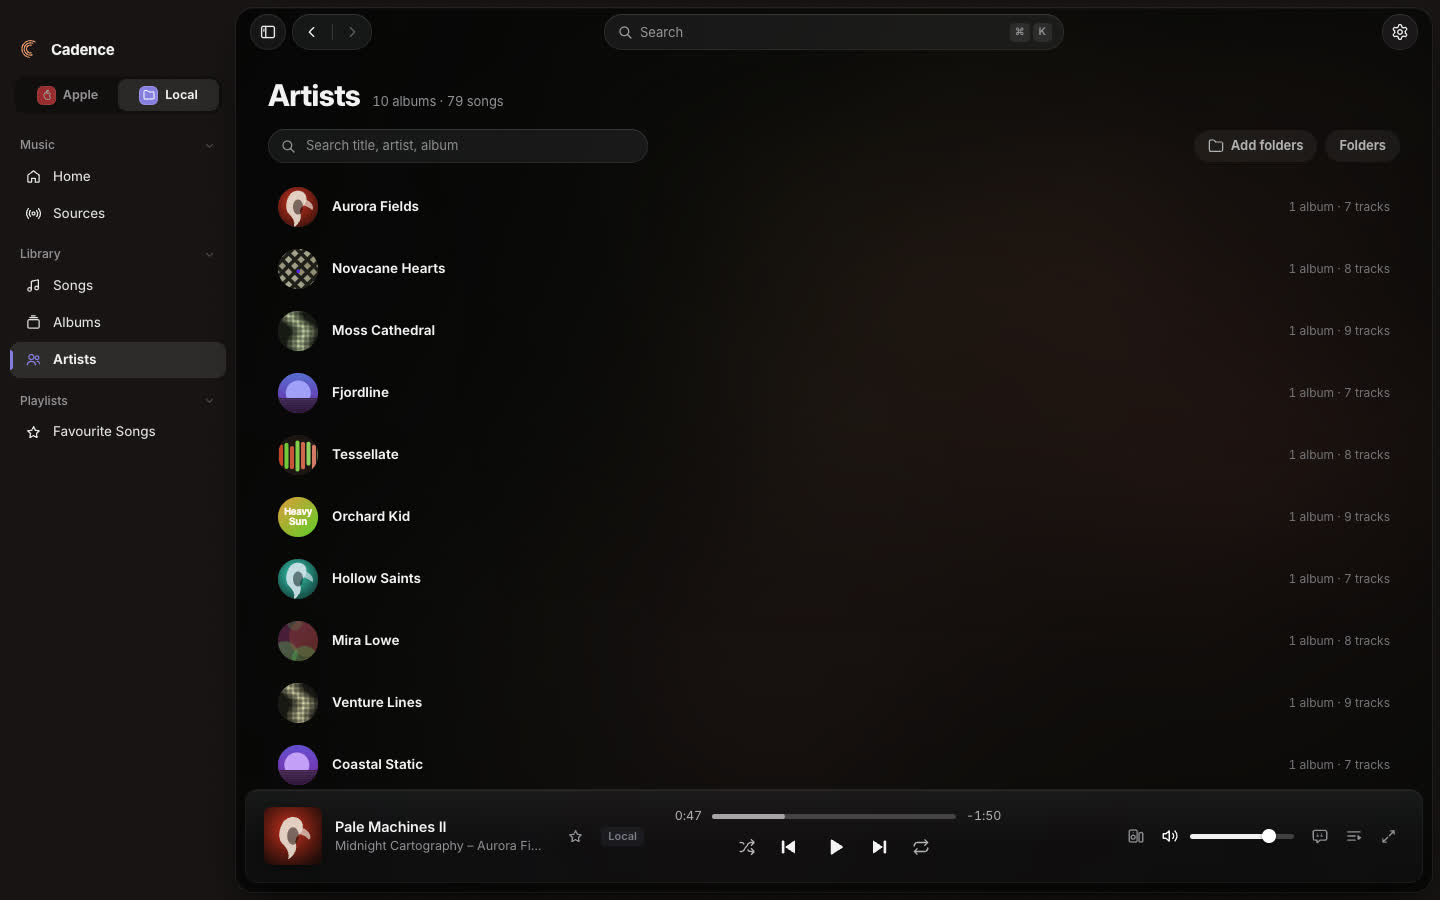 Cadence
Apple
Local
Music
Home
Sources
Library
Songs
Albums
Artists
Playlists
Favourite Songs
Search
⌘ K
Artists
10 albums · 79 songs
Search title, artist, album
Add folders
Folders
Aurora Fields
1 album · 7 tracks
Novacane Hearts
1 album · 8 tracks
Moss Cathedral
1 album · 9 tracks
Fjordline
1 album · 7 tracks
Tessellate
1 album · 8 tracks
Heavy
Sun
Orchard Kid
1 album · 9 tracks
Hollow Saints
1 album · 7 tracks
Mira Lowe
1 album · 8 tracks
Venture Lines
1 album · 9 tracks
Coastal Static
1 album · 7 tracks
Pale Machines II
Midnight Cartography – Aurora Fi...
Local
0:47
-1:50